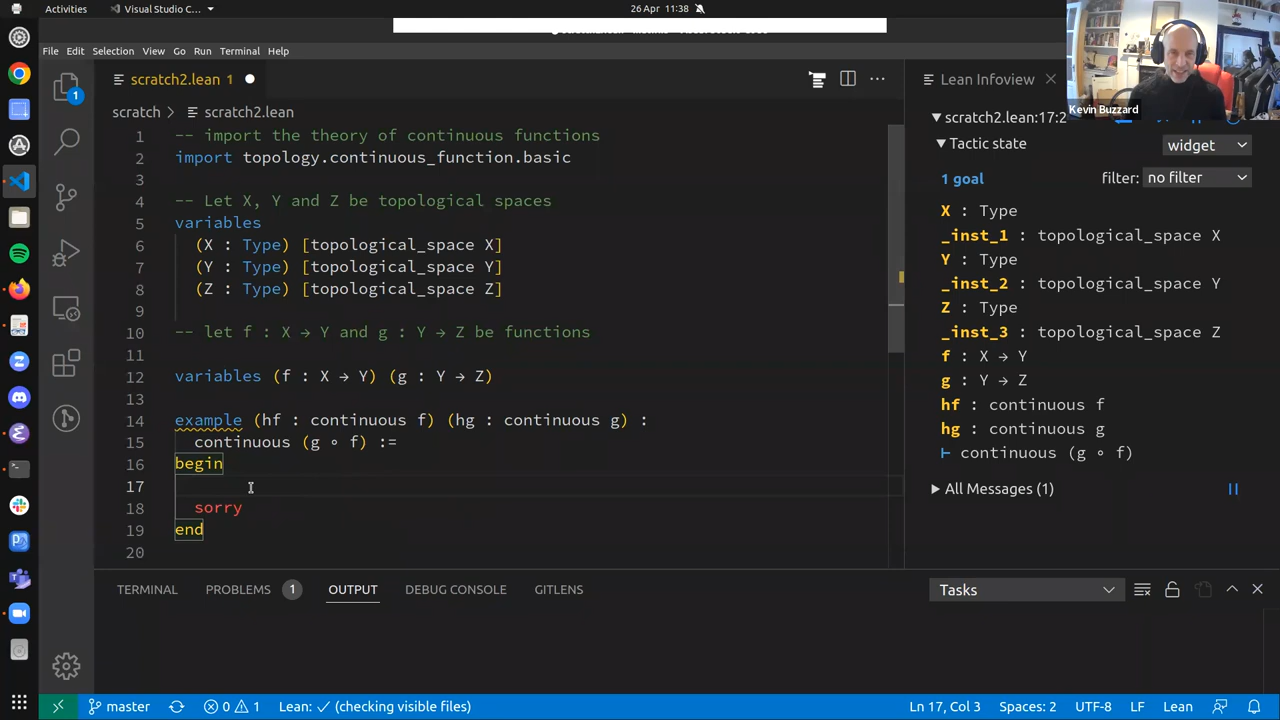 Activities
Visual Studio C...
26 Apr 11:38
File Edit Selection View Go Run Terminal Help
scratch2.lean 1
Lean Infoview
Kevin Buzzard
scratch > scratch2.lean
1 -- import the theory of continuous functions
2 import topology.continuous_function.basic
3
4 -- Let X, Y and Z be topological spaces
5 variables
6 (X : Type) [topological_space X]
7 (Y : Type) [topological_space Y]
8 (Z : Type) [topological_space Z]
9
10 -- let f : X → Y and g : Y → Z be functions
11
12 variables (f : X → Y) (g : Y → Z)
13
14 example (hf : continuous f) (hg : continuous g) :
15 continuous (g ∘ f) :=
16 begin
17
18 sorry
19 end
20
scratch2.lean:17:2
Tactic state
widget
1 goal
filter: no filter
X : Type
_inst_1 : topological_space X
Y : Type
_inst_2 : topological_space Y
Z : Type
_inst_3 : topological_space Z
f : X → Y
g : Y → Z
hf : continuous f
hg : continuous g
⊢ continuous (g ∘ f)
All Messages (1)
1
TERMINAL PROBLEMS 1 OUTPUT DEBUG CONSOLE GITLENS
Tasks
master
0 1
Lean: ✓ (checking visible files)
Ln 17, Col 3 Spaces: 2 UTF-8 LF Lean